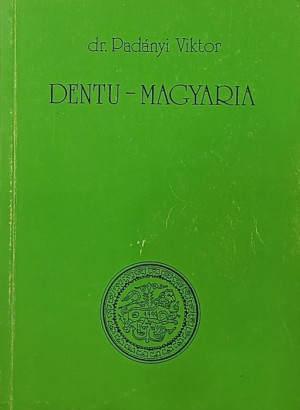 dr. Padányi Viktor
DENTU-MAGYARIA